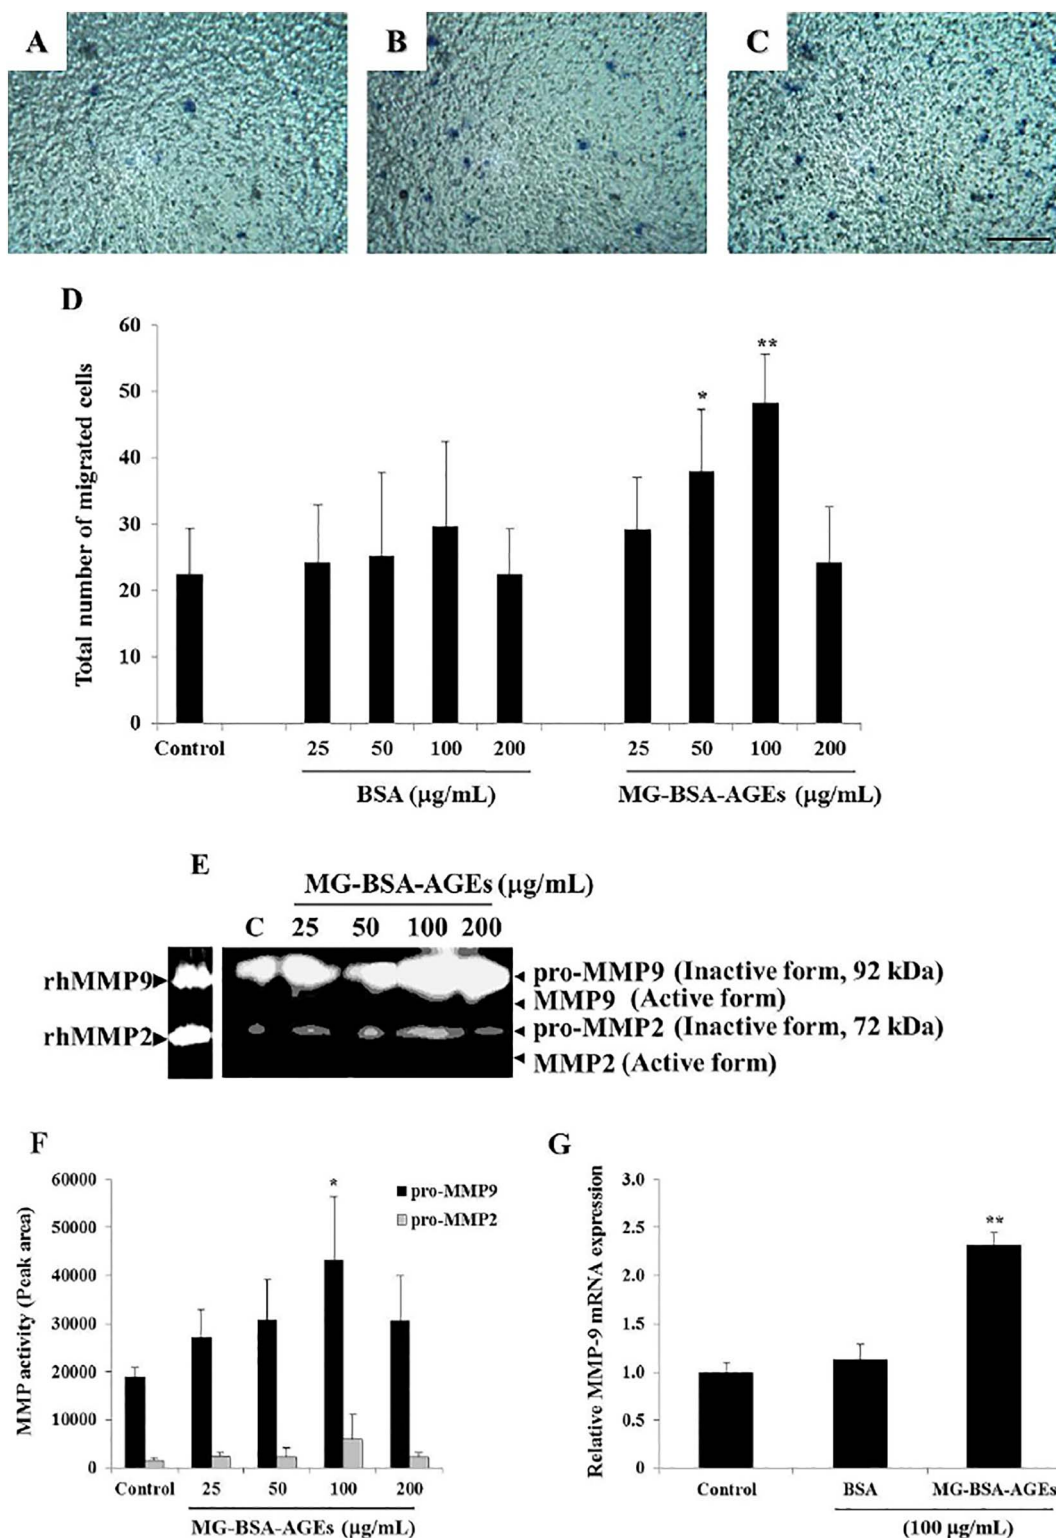 A
B
C
D
60
50
40
30
20
10
0
Total number of migrated cells
*
**
Control
25
50
100
200
25
50
100
200
BSA (µg/mL)
MG-BSA-AGEs (µg/mL)
E
MG-BSA-AGEs (µg/mL)
C 25 50 100 200
rhMMP9
rhMMP2
pro-MMP9 (Inactive form, 92 kDa)
MMP9 (Active form)
pro-MMP2 (Inactive form, 72 kDa)
MMP2 (Active form)
F
60000
50000
40000
30000
20000
10000
0
MMP activity (Peak area)
*
pro-MMP9
pro-MMP2
Control
25
50
100
200
MG-BSA-AGEs (µg/mL)
G
3.0
2.5
2.0
1.5
1.0
0.5
0
Relative MMP-9 mRNA expression
**
Control
BSA
MG-BSA-AGEs
(100 µg/mL)